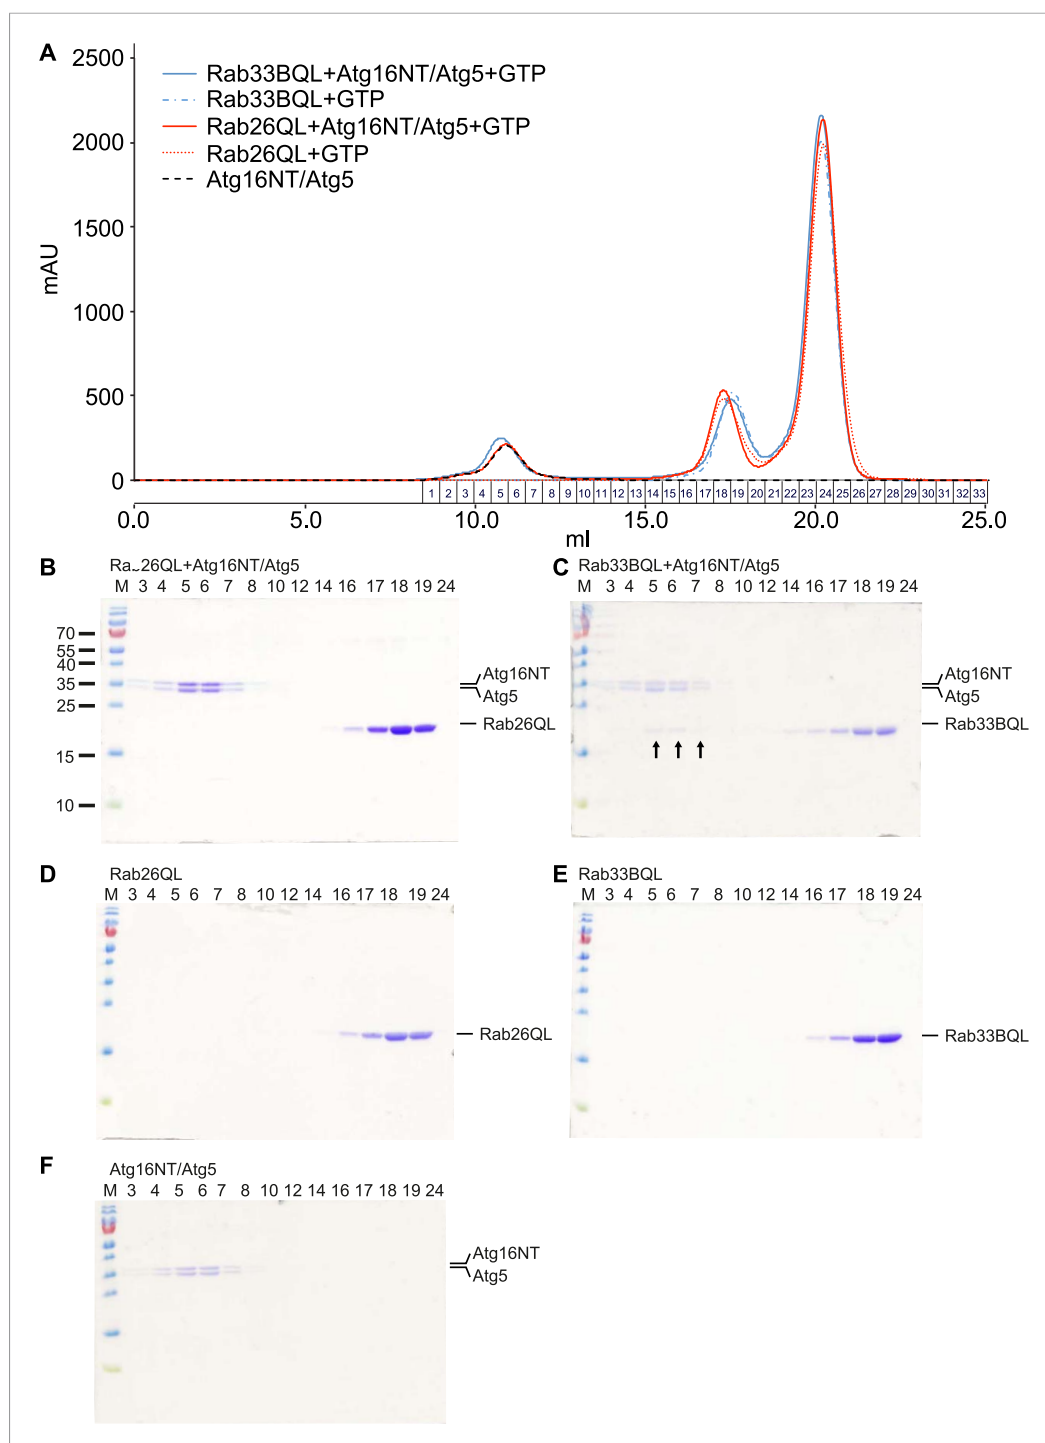 A
2500
2000
1500
1000
500
0
mAU
Rab33BQL+Atg16NT/Atg5+GTP
Rab33BQL+GTP
Rab26QL+Atg16NT/Atg5+GTP
Rab26QL+GTP
Atg16NT/Atg5
1 2 3 4 5 6 7 8 9 10 11 12 13 14 15 16 17 18 19 20 21 22 23 24 25 26 27 28 29 30 31 32 33
0.0 5.0 10.0 15.0 20.0 25.0
ml
B
Ra 26QL+Atg16NT/Atg5
M 3 4 5 6 7 8 10 12 14 16 17 18 19 24
70
55
40
35
25
15
10
Atg16NT
Atg5
Rab26QL
C
Rab33BQL+Atg16NT/Atg5
M 3 4 5 6 7 8 10 12 14 16 17 18 19 24
Atg16NT
Atg5
Rab33BQL
D
Rab26QL
M 3 4 5 6 7 8 10 12 14 16 17 18 19 24
Rab26QL
E
Rab33BQL
M 3 4 5 6 7 8 10 12 14 16 17 18 19 24
Rab33BQL
F
Atg16NT/Atg5
M 3 4 5 6 7 8 10 12 14 16 17 18 19 24
Atg16NT
Atg5